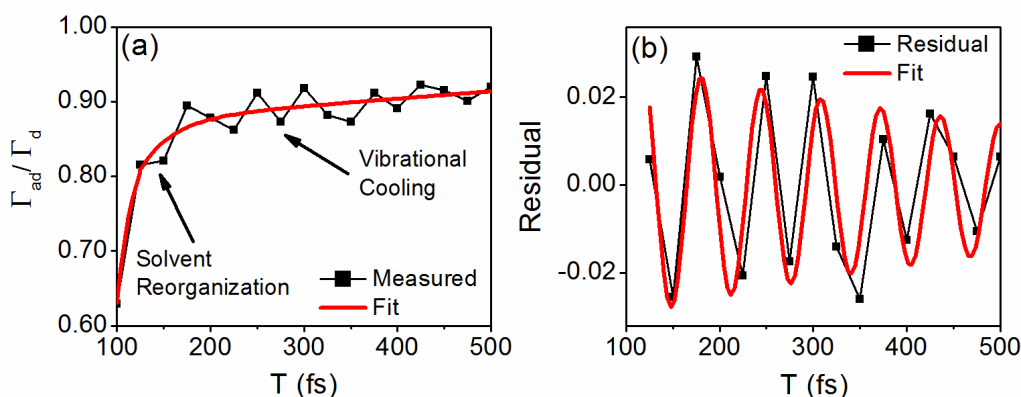 (a)
1.00
0.90
0.80
0.70
0.60
Γad/Γd
Vibrational
Cooling
Solvent
Reorganization
Measured
Fit
100 200 300 400 500
T (fs)
(b)
Residual
Fit
0.02
0.00
-0.02
Residual
100 200 300 400 500
T (fs)